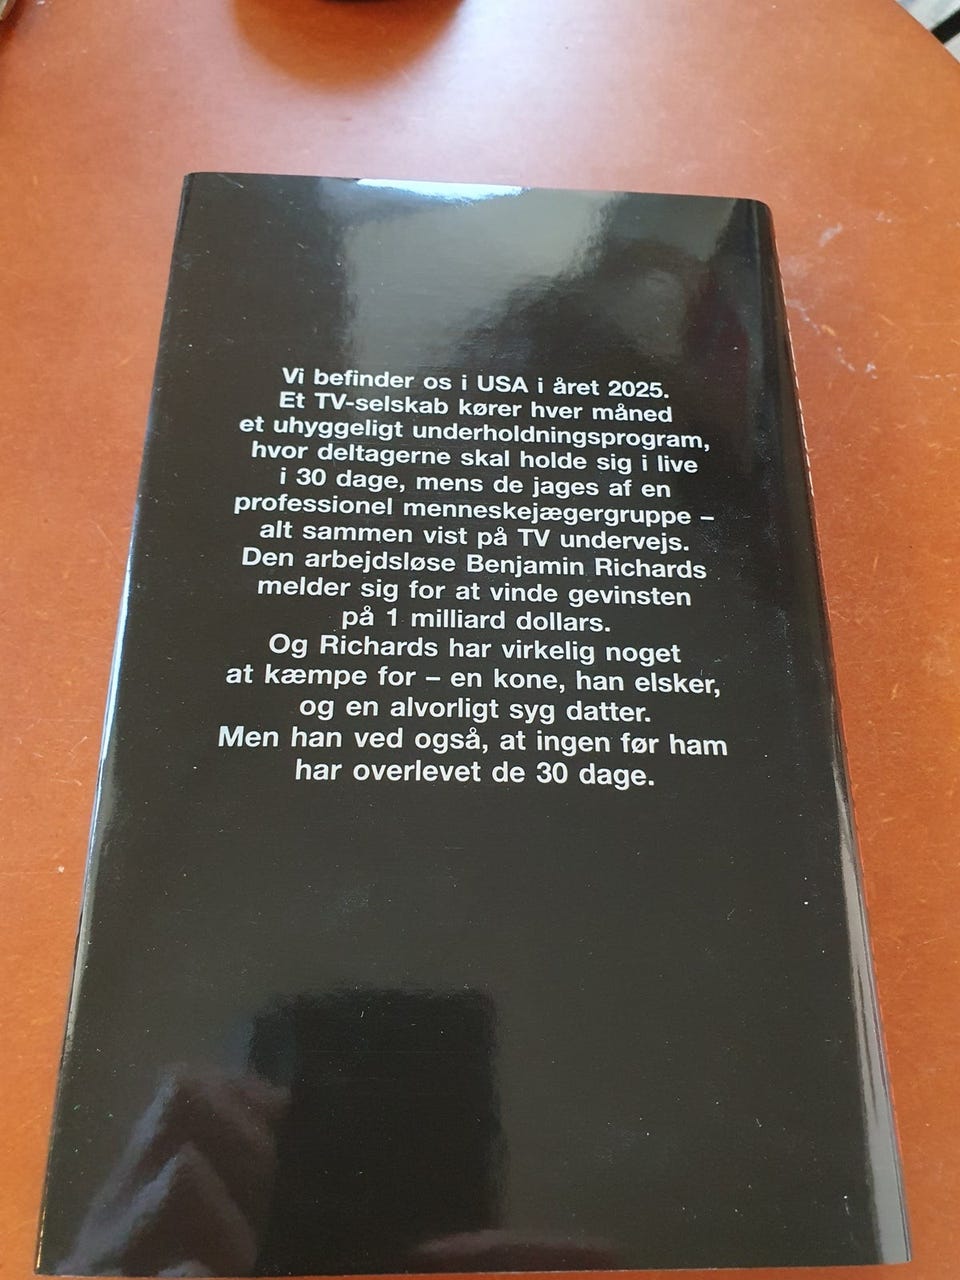 Vi befinder os i USA i året 2025.
Et TV-selskab kører hver måned
et uhyggeligt underholdningsprogram,
hvor deltagerne skal holde sig i live
i 30 dage, mens de jages af en
professionel menneskejægergruppe –
alt sammen vist på TV undervejs.
Den arbejdsløse Benjamin Richards
melder sig for at vinde gevinsten
på 1 milliard dollars.
Og Richards har virkelig noget
at kæmpe for – en kone, han elsker,
og en alvorligt syg datter.
Men han ved også, at ingen før ham
har overlevet de 30 dage.